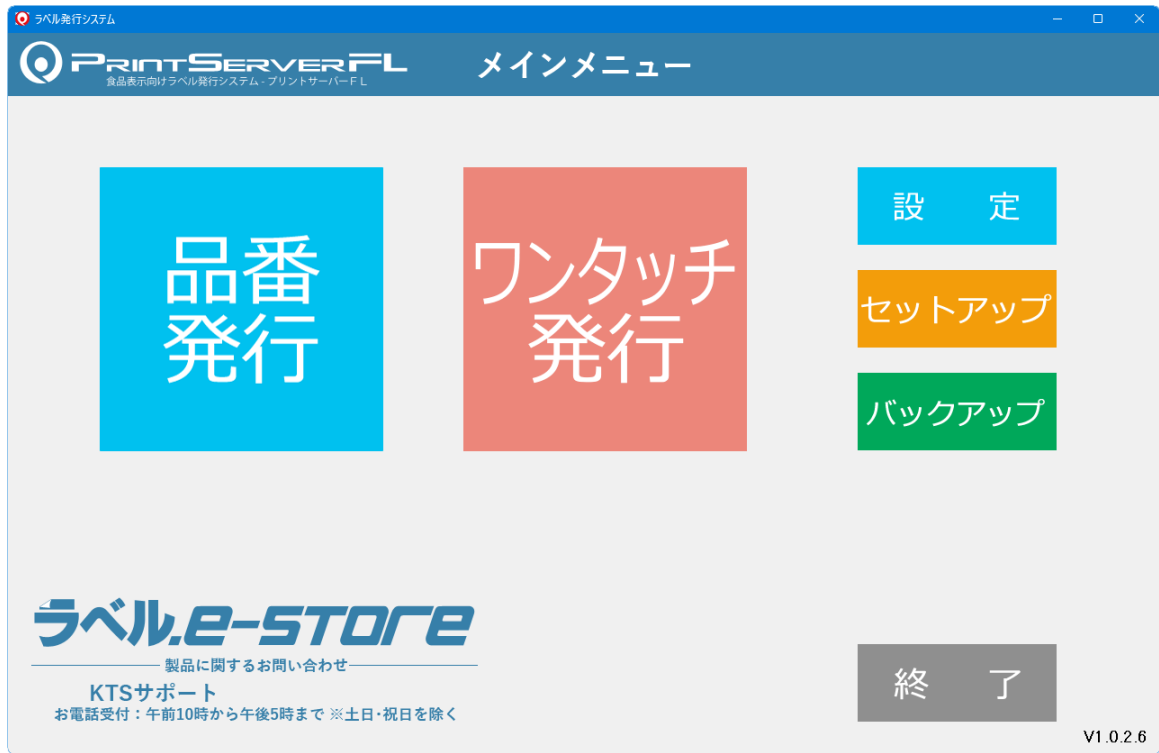 ラベル発行システム
PRINTSERVERFL
食品表示向けラベル発行システム - プリントサーバーＦＬ
メインメニュー
品番
発行
ワンタッチ
発行
設　定
セットアップ
バックアップ
ラベル.e-STORE
製品に関するお問い合わせ
KTSサポート
お電話受付：午前10時から午後5時まで ※土日･祝日を除く
終　了
V1.0.2.6